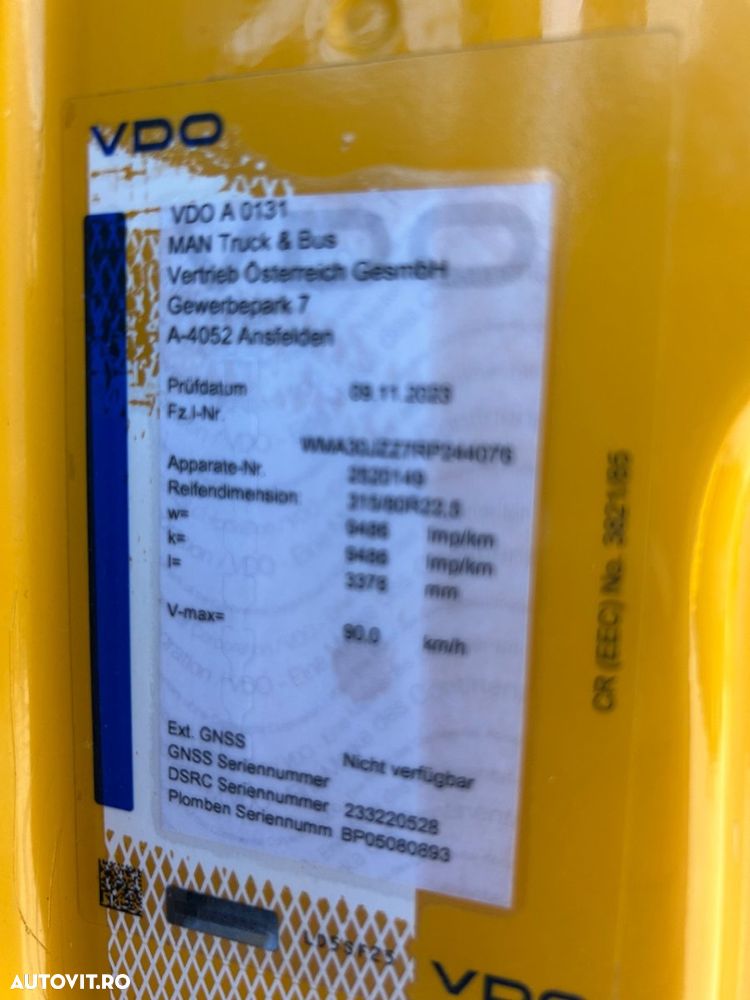 VDO
VDO A 0131
MAN Truck & Bus
Vertrieb Österreich GesmbH
Gewerbepark 7
A-4052 Ansfelden
Prüfdatum 09.11.2023
Fz.I-Nr.
WMA30JZZ7RP244076
Apparate-Nr. 2520149
Reifendimension: 315/80R22,5
w= 9486 Imp/km
k= 9486 Imp/km
l= 3378 mm
V-max= 90.0 km/h
Ext. GNSS
GNSS Seriennummer Nicht verfügbar
DSRC Seriennummer 233220528
Plomben Seriennumm BP05080893
CR (EEC) No. 3821/85
VDO
AUTOVIT.RO